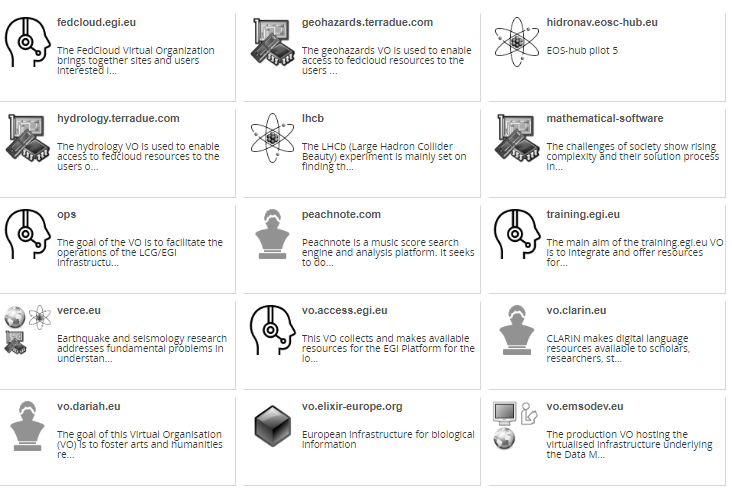 fedcloud.egi.eu
The FedCloud Virtual Organization
brings together sites and users
interested i...
geohazards.terradue.com
The geohazards VO is used to enable
access to fedcloud resources to the
users ...
hidronav.eosc-hub.eu
EOS-hub pilot 5
hydrology.terradue.com
The hydrology VO is used to enable
access to fedcloud resources to the
users o...
lhcb
The LHCb (Large Hadron Collider
Beauty) experiment is mainly set on
finding th...
mathematical-software
The challenges of society show rising
complexity and their solution process
in...
ops
The goal of the VO is to facilitate the
operations of the LCG/EGI
infrastructu...
peachnote.com
Peachnote is a music score search
engine and analysis platform. It seeks
to do...
training.egi.eu
The main aim of the training.egi.eu VO
is to integrate and offer resources
for...
verce.eu
Earthquake and seismology research
addresses fundamental problems in
understan...
vo.access.egi.eu
This VO collects and makes available
resources for the EGI Platform for the
lo...
vo.clarin.eu
CLARIN makes digital language
resources available to scholars,
researchers, st...
vo.dariah.eu
The goal of this Virtual Organisation
(VO) is to foster arts and humanities
re...
vo.elixir-europe.org
European infrastructure for biological
information
vo.emsodev.eu
The production VO hosting the
virtualised infrastructure underlying
the Data M...